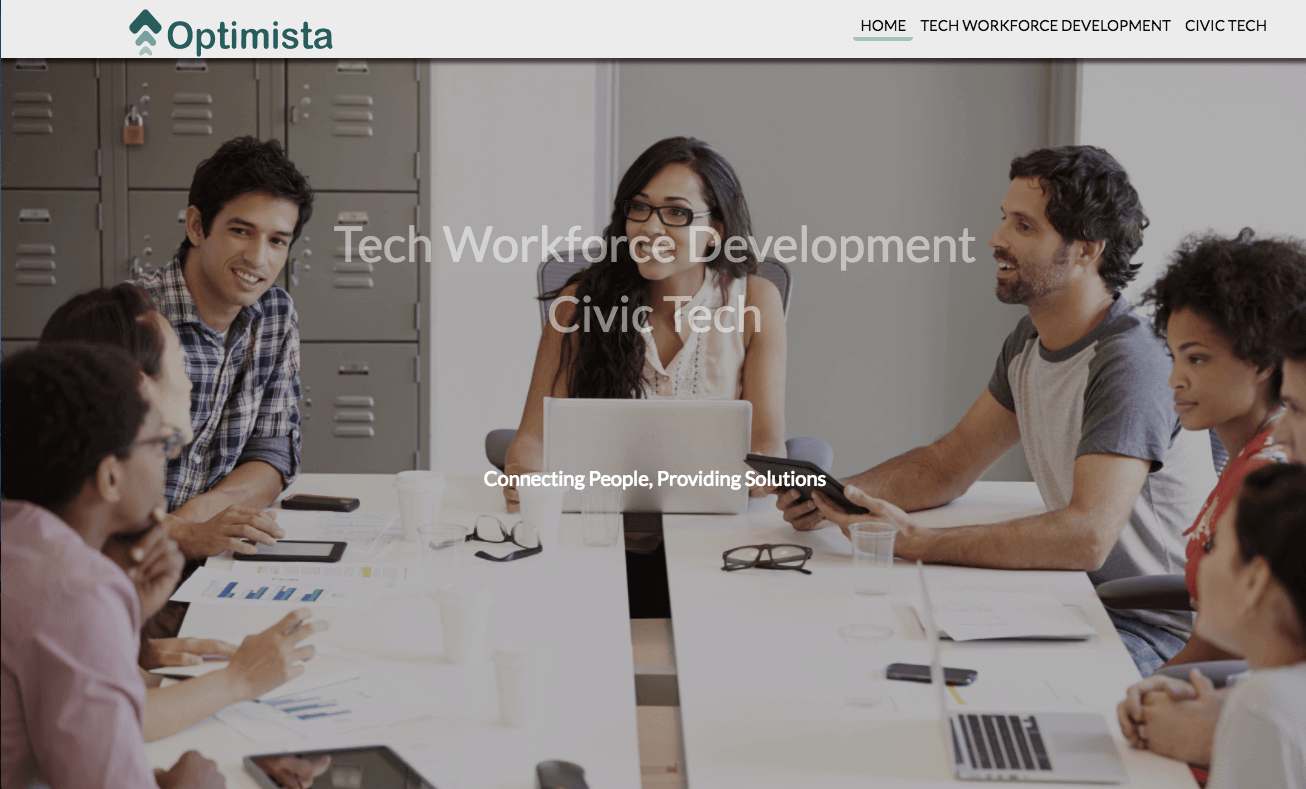 Optimista
HOME TECH WORKFORCE DEVELOPMENT CIVIC TECH
Tech Workforce Development
Civic Tech
Connecting People, Providing Solutions